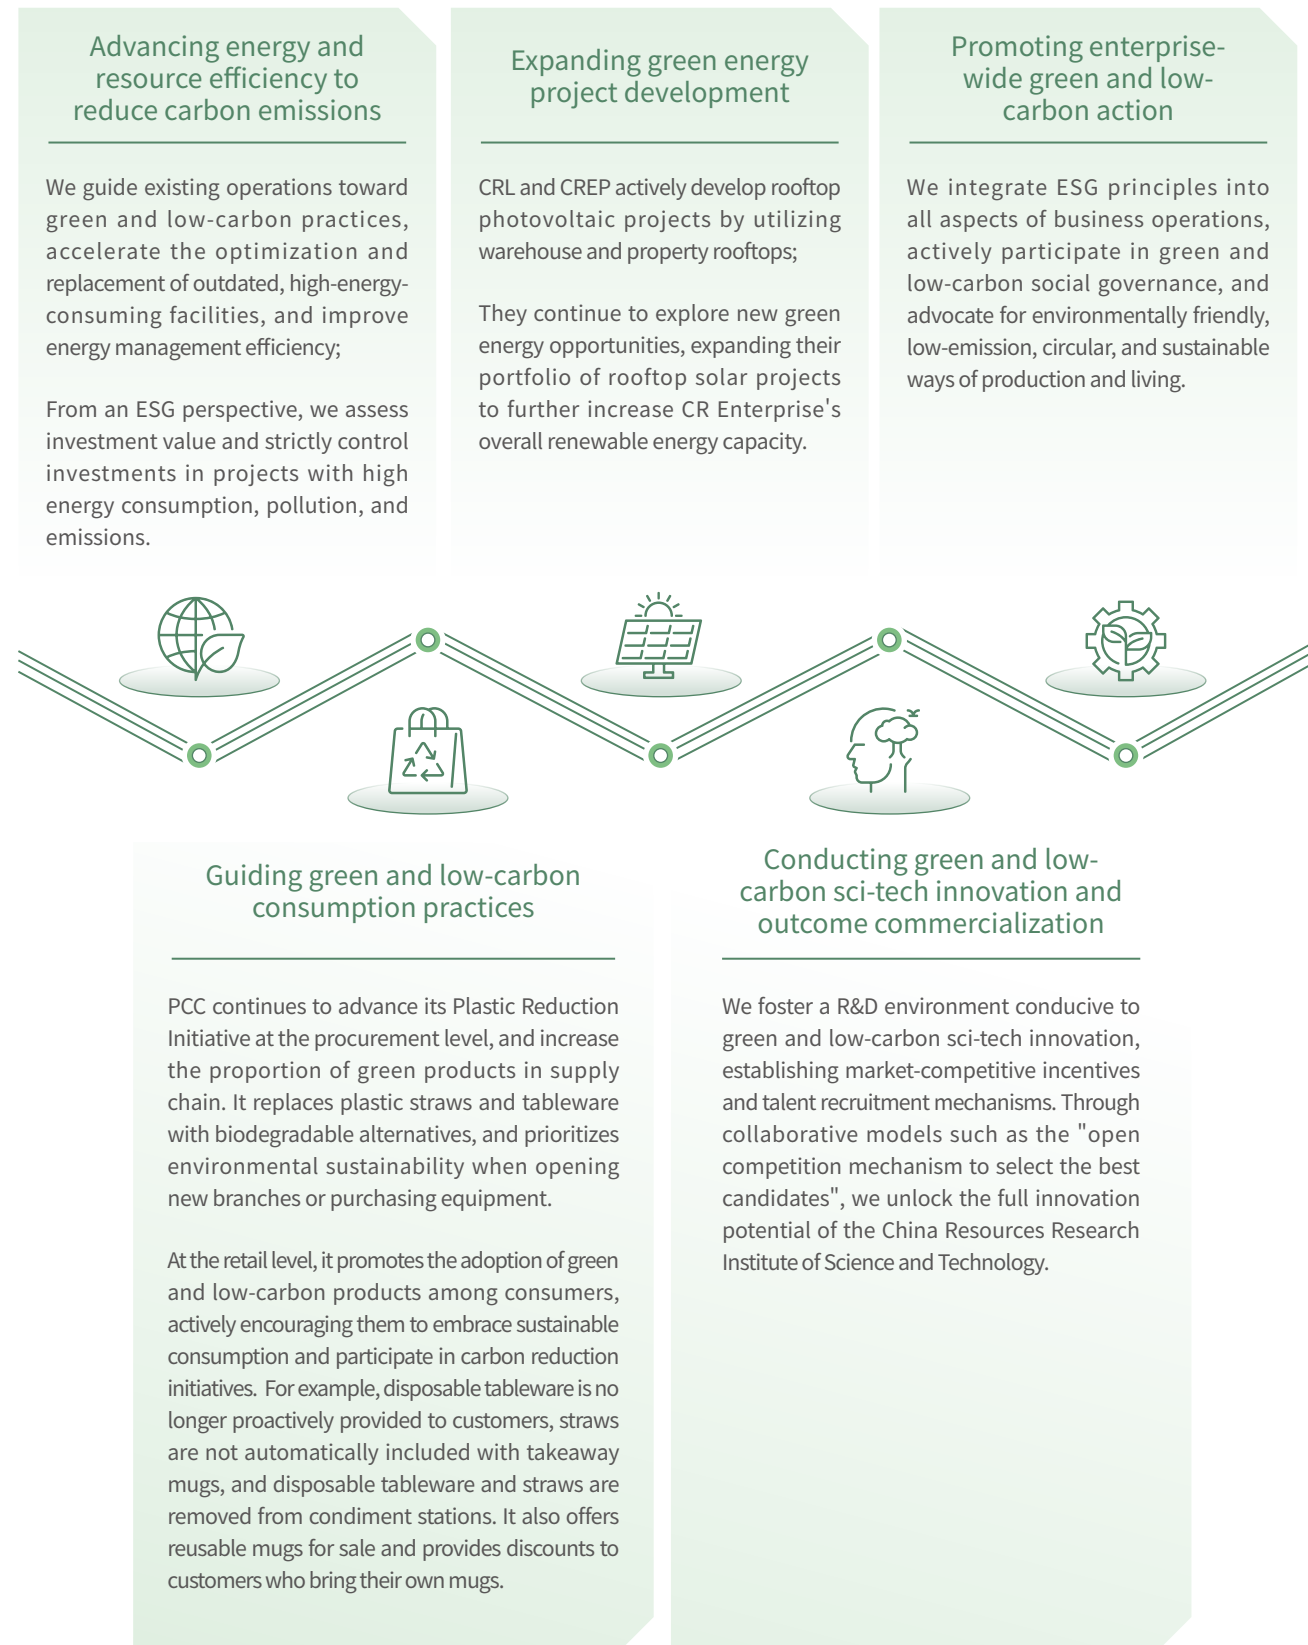 Advancing energy and
resource efficiency to
reduce carbon emissions
We guide existing operations toward
green and low-carbon practices,
accelerate the optimization and
replacement of outdated, high-energy-
consuming facilities, and improve
energy management efficiency;
From an ESG perspective, we assess
investment value and strictly control
investments in projects with high
energy consumption, pollution, and
emissions.
Expanding green energy
project development
CRL and CREP actively develop rooftop
photovoltaic projects by utilizing
warehouse and property rooftops;
They continue to explore new green
energy opportunities, expanding their
portfolio of rooftop solar projects
to further increase CR Enterprise's
overall renewable energy capacity.
Promoting enterprise-
wide green and low-
carbon action
We integrate ESG principles into
all aspects of business operations,
actively participate in green and
low-carbon social governance, and
advocate for environmentally friendly,
low-emission, circular, and sustainable
ways of production and living.
Guiding green and low-carbon
consumption practices
PCC continues to advance its Plastic Reduction
Initiative at the procurement level, and increase
the proportion of green products in supply
chain. It replaces plastic straws and tableware
with biodegradable alternatives, and prioritizes
environmental sustainability when opening
new branches or purchasing equipment.
At the retail level, it promotes the adoption of green
and low-carbon products among consumers,
actively encouraging them to embrace sustainable
consumption and participate in carbon reduction
initiatives. For example, disposable tableware is no
longer proactively provided to customers, straws
are not automatically included with takeaway
mugs, and disposable tableware and straws are
removed from condiment stations. It also offers
reusable mugs for sale and provides discounts to
customers who bring their own mugs.
Conducting green and low-
carbon sci-tech innovation and
outcome commercialization
We foster a R&D environment conducive to
green and low-carbon sci-tech innovation,
establishing market-competitive incentives
and talent recruitment mechanisms. Through
collaborative models such as the "open
competition mechanism to select the best
candidates", we unlock the full innovation
potential of the China Resources Research
Institute of Science and Technology.